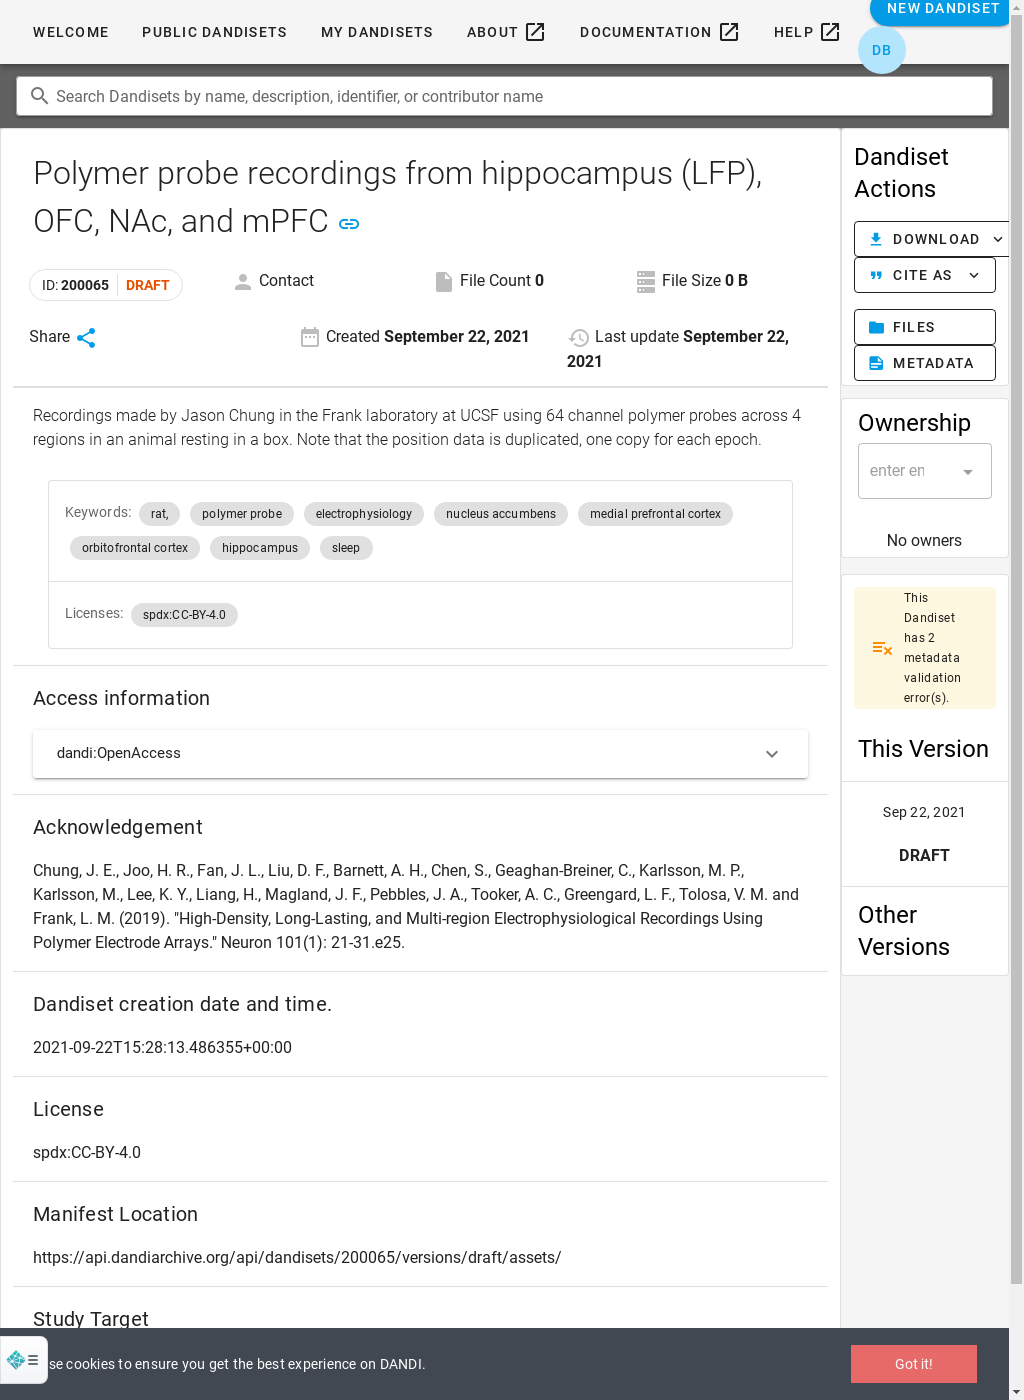 WELCOME PUBLIC DANDISETS MY DANDISETS ABOUT DOCUMENTATION HELP NEW DANDISET
DB
Search Dandisets by name, description, identifier, or contributor name
Polymer probe recordings from hippocampus (LFP),
OFC, NAc, and mPFC
ID: 200065 DRAFT Contact File Count 0 File Size 0 B
Share Created September 22, 2021 Last update September 22,
2021
Recordings made by Jason Chung in the Frank laboratory at UCSF using 64 channel polymer probes across 4
regions in an animal resting in a box. Note that the position data is duplicated, one copy for each epoch.
Keywords: rat, polymer probe electrophysiology nucleus accumbens medial prefrontal cortex
orbitofrontal cortex hippocampus sleep
Licenses: spdx:CC-BY-4.0
Access information
dandi:OpenAccess
Acknowledgement
Chung, J. E., Joo, H. R., Fan, J. L., Liu, D. F., Barnett, A. H., Chen, S., Geaghan-Breiner, C., Karlsson, M. P.,
Karlsson, M., Lee, K. Y., Liang, H., Magland, J. F., Pebbles, J. A., Tooker, A. C., Greengard, L. F., Tolosa, V. M. and
Frank, L. M. (2019). "High-Density, Long-Lasting, and Multi-region Electrophysiological Recordings Using
Polymer Electrode Arrays." Neuron 101(1): 21-31.e25.
Dandiset creation date and time.
2021-09-22T15:28:13.486355+00:00
License
spdx:CC-BY-4.0
Manifest Location
https://api.dandiarchive.org/api/dandisets/200065/versions/draft/assets/
Study Target
Dandiset
Actions
DOWNLOAD
CITE AS
FILES
METADATA
Ownership
enter en
No owners
This
Dandiset
has 2
metadata
validation
error(s).
This Version
Sep 22, 2021
DRAFT
Other
Versions
se cookies to ensure you get the best experience on DANDI.
Got it!